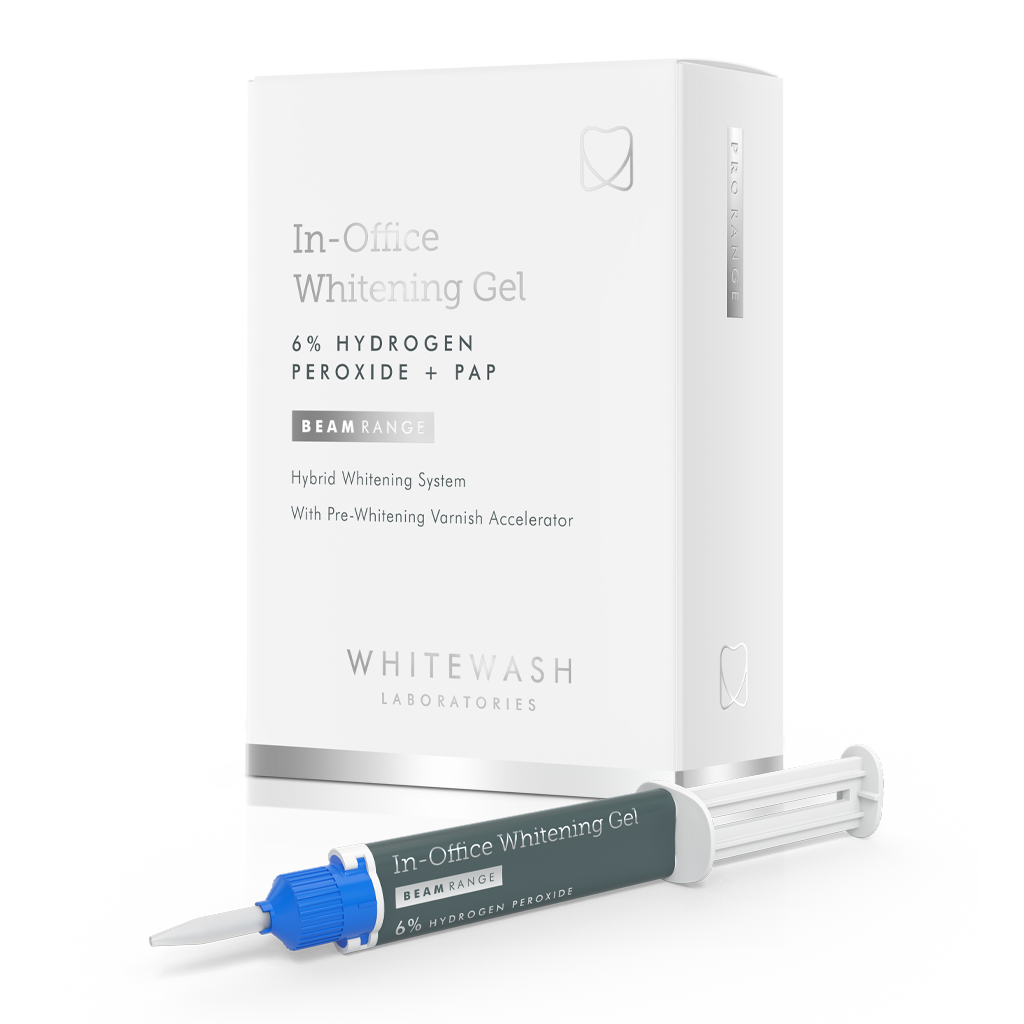 In-Office
Whitening Gel
6% HYDROGEN
PEROXIDE + PAP
BEAM RANGE
Hybrid Whitening System
With Pre-Whitening Varnish Accelerator
WHITEWASH
LABORATORIES
PRO RANGE
In-Office Whitening Gel
BEAM RANGE
6% HYDROGEN PEROXIDE